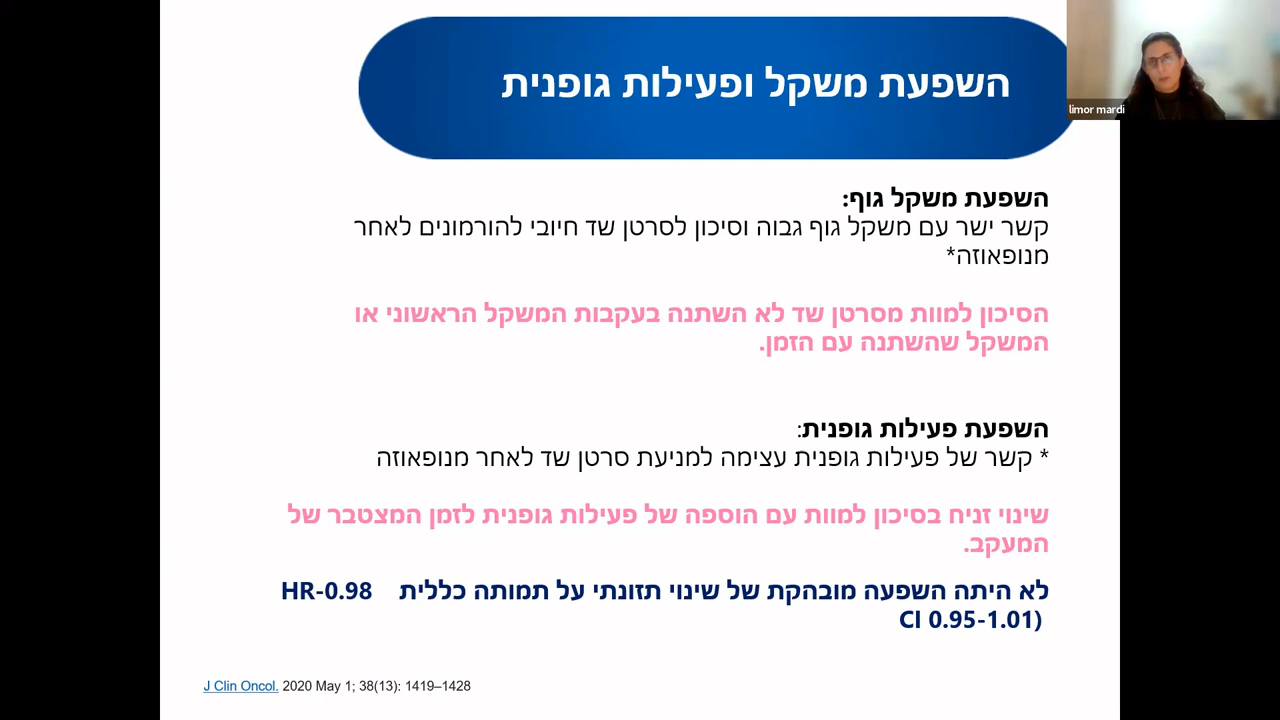 השפעת משקל ופעילות גופנית
limor mardi
השפעת משקל גוף:
קשר ישר עם משקל גוף גבוה וסיכון לסרטן שד חיובי להורמונים לאחר
מנופאוזה*
הסיכון למוות מסרטן שד לא השתנה בעקבות המשקל הראשוני או
המשקל שהשתנה עם הזמן.
השפעת פעילות גופנית:
* קשר של פעילות גופנית עצימה למניעת סרטן שד לאחר מנופאוזה
שינוי זניח בסיכון למוות עם הוספה של פעילות גופנית לזמן המצטבר של
המעקב.
לא היתה השפעה מובהקת של שינוי תזונתי על תמותה כללית HR-0.98
CI 0.95-1.01)
J Clin Oncol. 2020 May 1; 38(13): 1419–1428